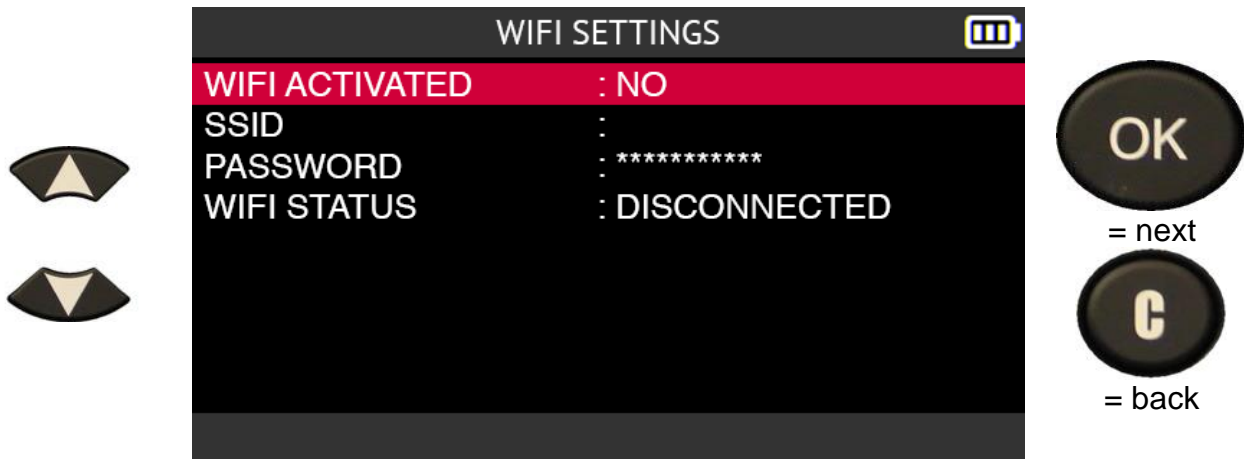 WIFI SETTINGS
WIFI ACTIVATED : NO
SSID :
PASSWORD : ***********
WIFI STATUS : DISCONNECTED
OK
= next
C
= back